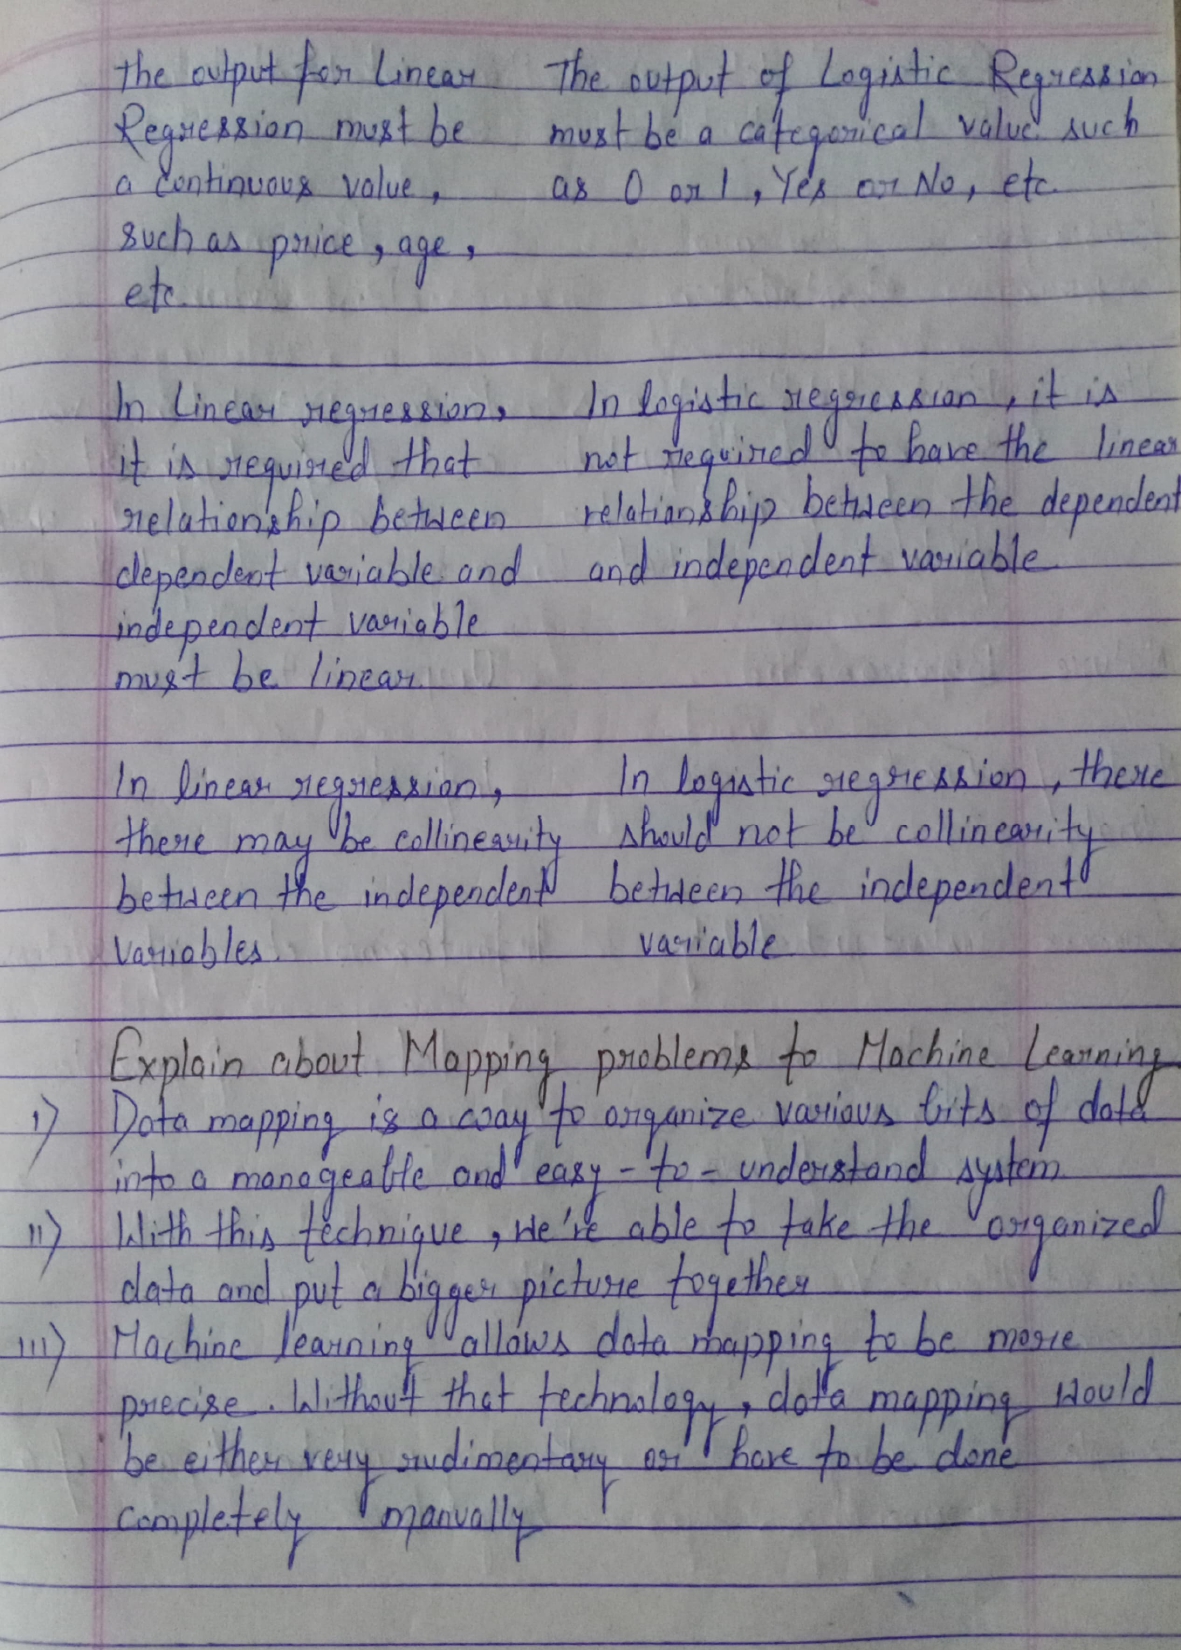 The output for Linear
Regression must be
a continuous value,
such as price, age,
etc.
The output of Logistic Regression
must be a categorical value such
as 0 or 1, Yes or No, etc.
In Linear regression,
it is required that
relationship between
dependent variable and
independent variable
must be linear.
In logistic regression, it is
not required to have the linear
relationship between the dependent
and independent variable
In linear regression,
there may be collinearity
between the independent
variables.
In logistic regression, there
should not be collinearity
between the independent
variable
Explain about Mapping problems to Machine Learning
i) Data mapping is a way to organize various bits of data
into a manageable and easy-to-understand system
ii) With this technique, we're able to take the organized
data and put a bigger picture together
iii) Machine learning allows data mapping to be more
precise. Without that technology, data mapping would
be either very rudimentary or have to be done
completely manually